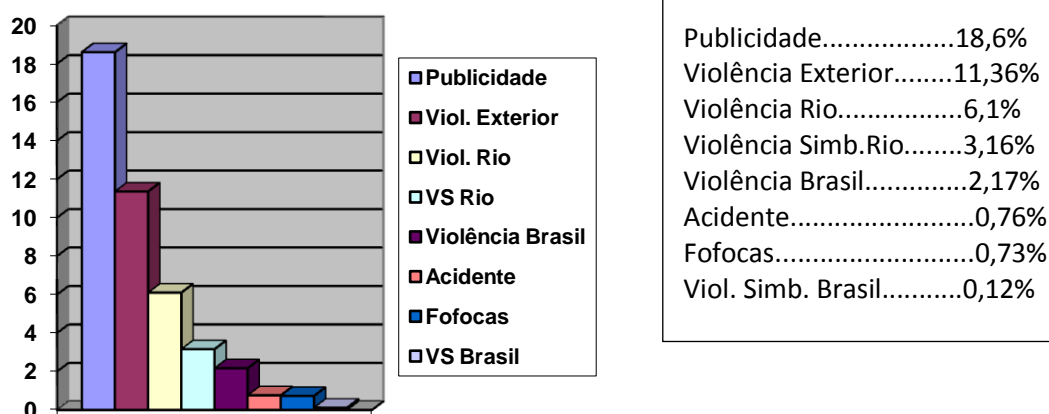 20
18
16
14
12
10
8
6
4
2
0
Publicidade
Viol. Exterior
Viol. Rio
VS Rio
Violência Brasil
Acidente
Fofocas
VS Brasil
Publicidade..................18,6%
Violência Exterior........11,36%
Violência Rio.................6,1%
Violência Simb.Rio........3,16%
Violência Brasil..............2,17%
Acidente.........................0,76%
Fofocas...........................0,73%
Viol. Simb. Brasil...........0,12%